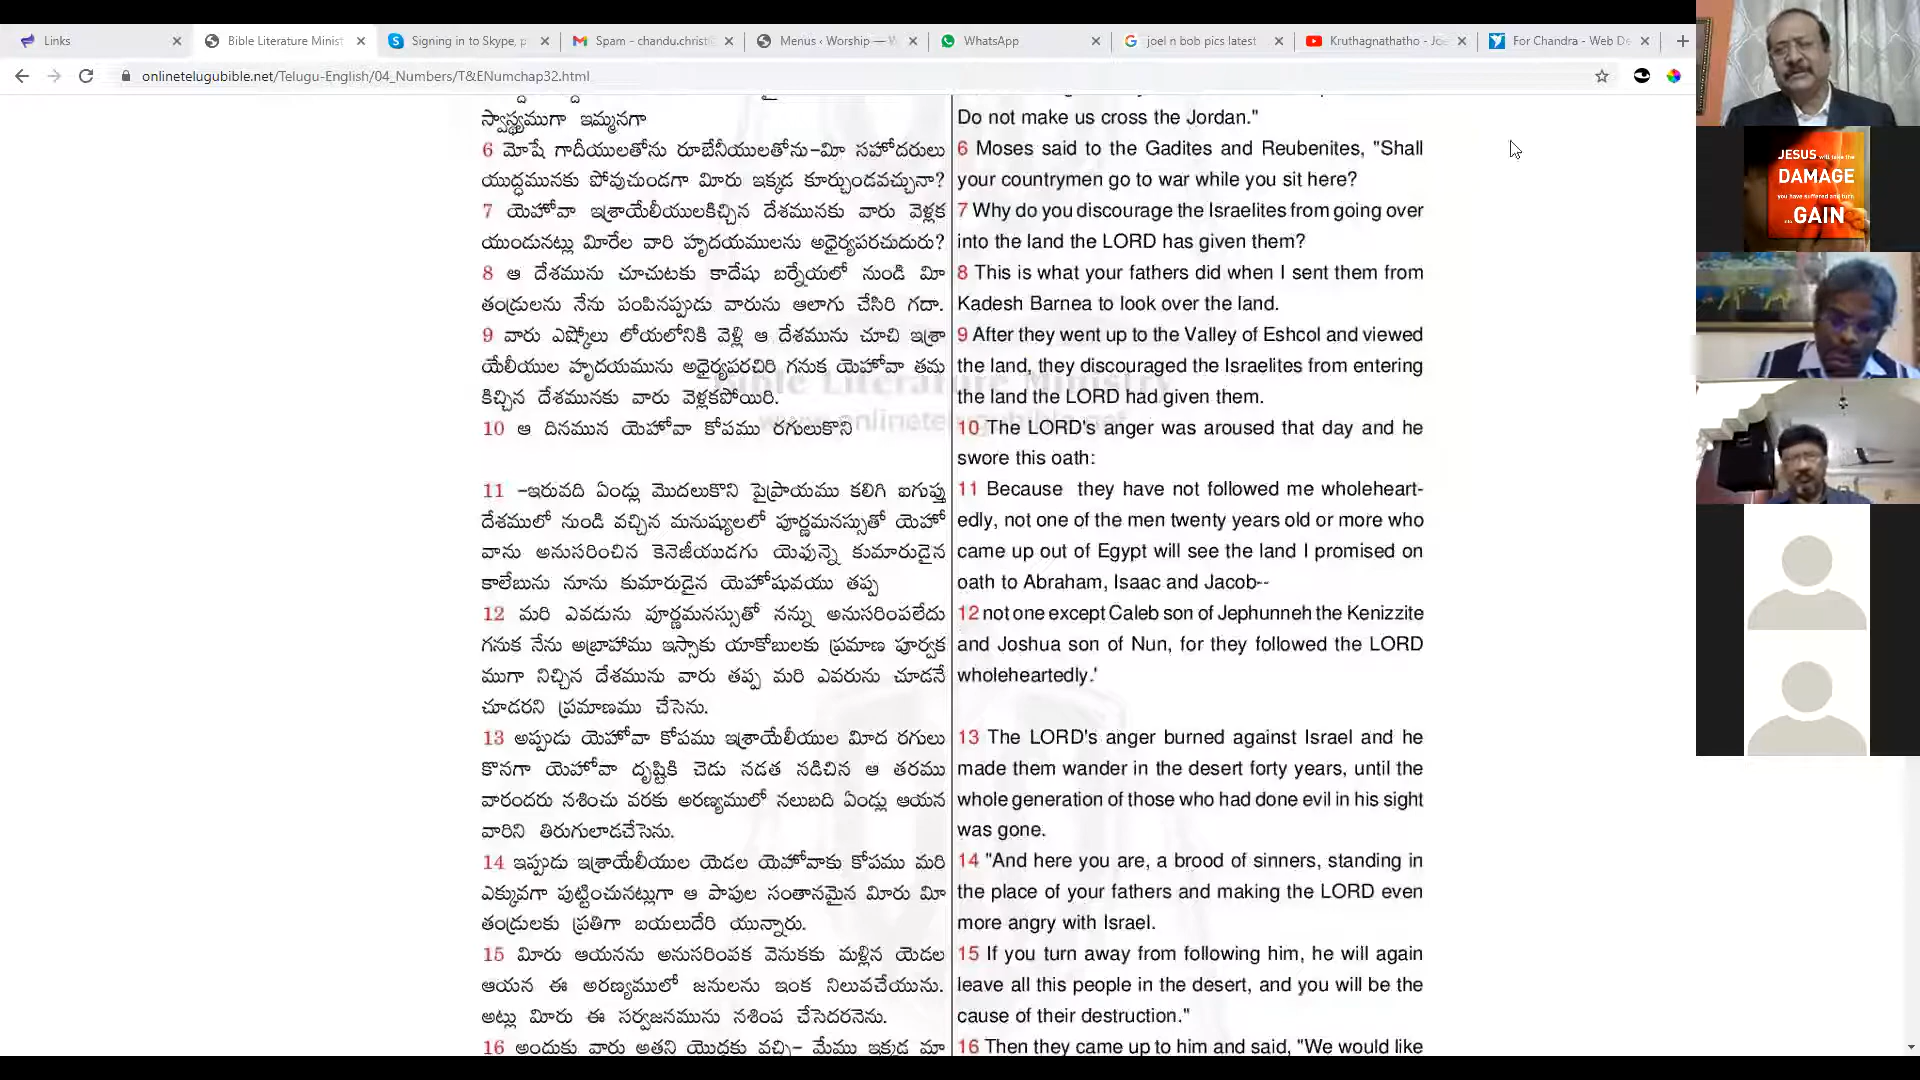 Links
Bible Literature Minist
Signing in to Skype, p
Spam - chandu.christ
Menus ‹ Worship — W
WhatsApp
joel n bob pics latest
Kruthagnathatho - Joe
For Chandra - Web De
onlinetelugubible.net/Telugu-English/04_Numbers/T&ENumchap32.html
స్వాస్థ్యముగా ఇమ్మనగా
6 మోషే గాదీయులతోను రూబేనీయులతోను-మీ సహోదరులు
యుద్ధమునకు పోవుచుండగా మీరు ఇక్కడ కూర్చుండవచ్చునా?
7 యెహోవా ఇశ్రాయేలీయులకిచ్చిన దేశమునకు వారు వెళ్లక
యుండునట్లు మీరేల వారి హృదయములను అధైర్యపరచుదురు?
8 ఆ దేశమును చూచుటకు కాదేషు బర్నేయలో నుండి మీ
తండ్రులను నేను పంపినప్పుడు వారును ఆలాగు చేసిరి గదా.
9 వారు ఎష్కోలు లోయలోనికి వెళ్లి ఆ దేశమును చూచి ఇశ్రా
యేలీయుల హృదయమును అధైర్యపరచిరి గనుక యెహోవా తమ
కిచ్చిన దేశమునకు వారు వెళ్లకపోయిరి.
10 ఆ దినమున యెహోవా కోపము రగులుకొని
11 -ఇరువది ఏండ్లు మొదలుకొని పైప్రాయము కలిగి ఐగుప్తు
దేశములో నుండి వచ్చిన మనుష్యులలో పూర్ణమనస్సుతో యెహో
వాను అనుసరించిన కెనెజీయుడగు యెఫున్నె కుమారుడైన
కాలేబును నూను కుమారుడైన యెహోషువయు తప్ప
12 మరి ఎవడును పూర్ణమనస్సుతో నన్ను అనుసరింపలేదు
గనుక నేను అబ్రాహాము ఇస్సాకు యాకోబులకు ప్రమాణ పూర్వక
ముగా నిచ్చిన దేశమును వారు తప్ప మరి ఎవరును చూడనే
చూడరని ప్రమాణము చేసెను.
13 అప్పుడు యెహోవా కోపము ఇశ్రాయేలీయుల మీద రగులు
కొనగా యెహోవా దృష్టికి చెడు నడత నడిచిన ఆ తరము
వారందరు నశించు వరకు అరణ్యములో నలుబది ఏండ్లు ఆయన
వారిని తిరుగులాడచేసెను.
14 ఇప్పుడు ఇశ్రాయేలీయుల యెడల యెహోవాకు కోపము మరి
ఎక్కువగా పుట్టించునట్లుగా ఆ పాపుల సంతానమైన మీరు మీ
తండ్రులకు ప్రతిగా బయలుదేరి యున్నారు.
15 మీరు ఆయనను అనుసరింపక వెనుకకు మళ్లిన యెడల
ఆయన ఈ అరణ్యములో జనులను ఇంక నిలువచేయును.
అట్లు మీరు ఈ సర్వజనమును నశింప చేసెదరనెను.
16 అందుకు వారు అతని యొద్దకు వచ్చి- మేము ఇక్కడ మా
Do not make us cross the Jordan."
6 Moses said to the Gadites and Reubenites, "Shall
your countrymen go to war while you sit here?
7 Why do you discourage the Israelites from going over
into the land the LORD has given them?
8 This is what your fathers did when I sent them from
Kadesh Barnea to look over the land.
9 After they went up to the Valley of Eshcol and viewed
the land, they discouraged the Israelites from entering
the land the LORD had given them.
10 The LORD's anger was aroused that day and he
swore this oath:
11 Because they have not followed me wholeheart-
edly, not one of the men twenty years old or more who
came up out of Egypt will see the land I promised on
oath to Abraham, Isaac and Jacob--
12 not one except Caleb son of Jephunneh the Kenizzite
and Joshua son of Nun, for they followed the LORD
wholeheartedly.'
13 The LORD's anger burned against Israel and he
made them wander in the desert forty years, until the
whole generation of those who had done evil in his sight
was gone.
14 "And here you are, a brood of sinners, standing in
the place of your fathers and making the LORD even
more angry with Israel.
15 If you turn away from following him, he will again
leave all this people in the desert, and you will be the
cause of their destruction."
16 Then they came up to him and said, "We would like
Bible Literature Ministry
www.onlinetelugubible.net
JESUS will take the
DAMAGE
you have suffered and turn
GAIN